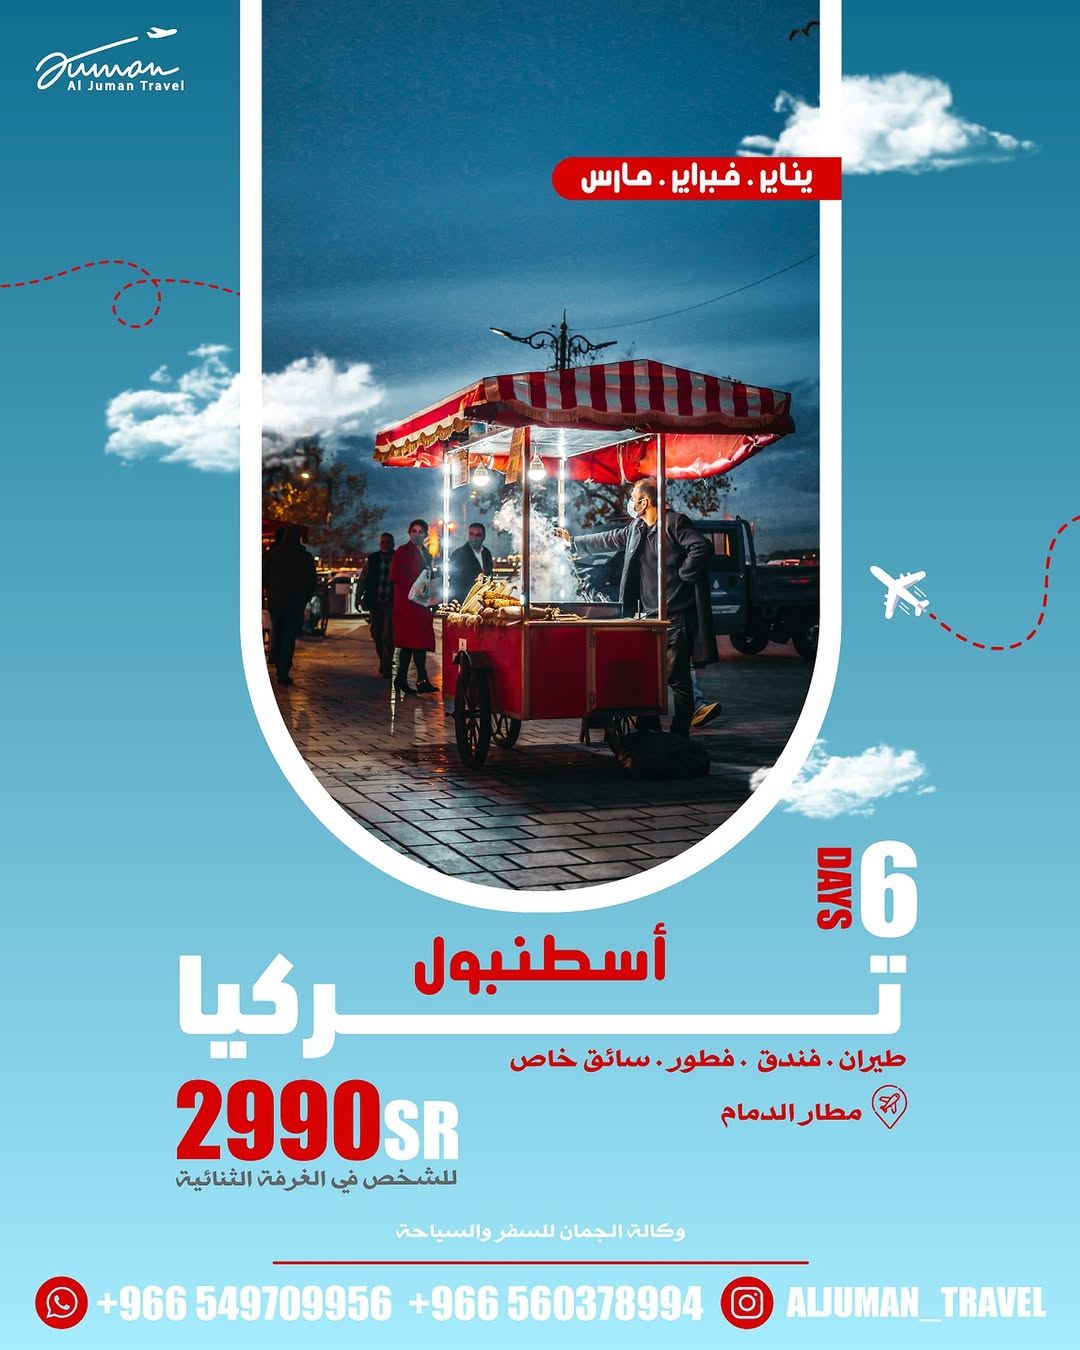 Juman
Al Juman Travel
يناير . فبراير . مارس
6
DAYS
أسطنبول
تركيا
طيران . فندق . فطور . سائق خاص
مطار الدمام
2990SR
للشخص في الغرفة الثنائية
وكالة الجمان للسفر والسياحة
+966 549709956 +966 560378994 ALJUMAN_TRAVEL